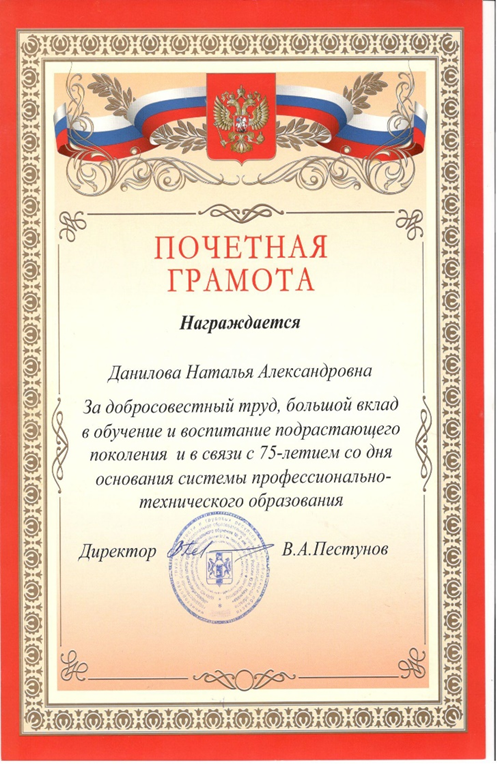 ПОЧЕТНАЯ
ГРАМОТА
Награждается
Данилова Наталья Александровна
За добросовестный труд, большой вклад
в обучение и воспитание подрастающего
поколения и в связи с 75-летием со дня
основания системы профессионально-
технического образования
Директор В.А.Пестунов